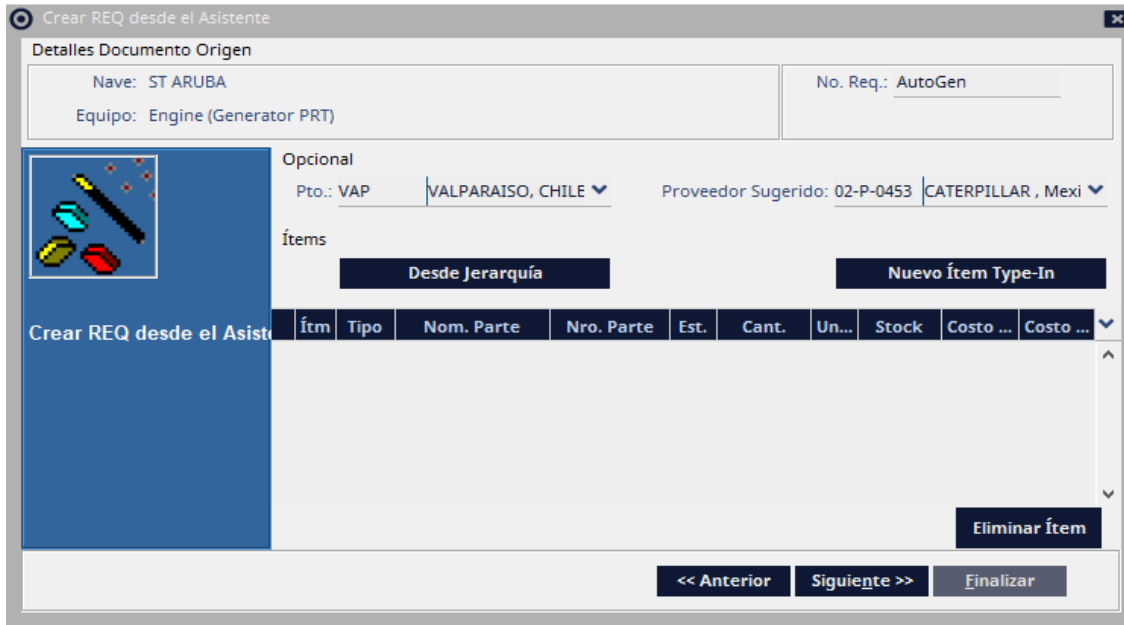 Crear REQ desde el Asistente
Detalles Documento Origen
Nave: ST ARUBA
No. Req.: AutoGen
Equipo: Engine (Generator PRT)
Opcional
Pto.: VAP VALPARAISO, CHILE
Proveedor Sugerido: 02-P-0453 CATERPILLAR , Mexi
Ítems
Desde Jerarquía
Nuevo Ítem Type-In
Crear REQ desde el Asiste
Ítm Tipo Nom. Parte Nro. Parte Est. Cant. Un... Stock Costo ... Costo ...
Eliminar Ítem
<< Anterior Siguiente >> Finalizar